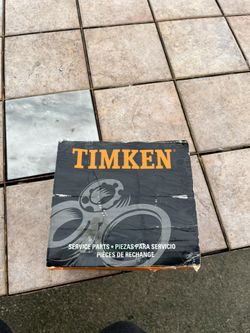 TIMKEN
SERVICE PARTS • PIEZAS PARA SERVICIO
PIÈCES DE RECHANGE